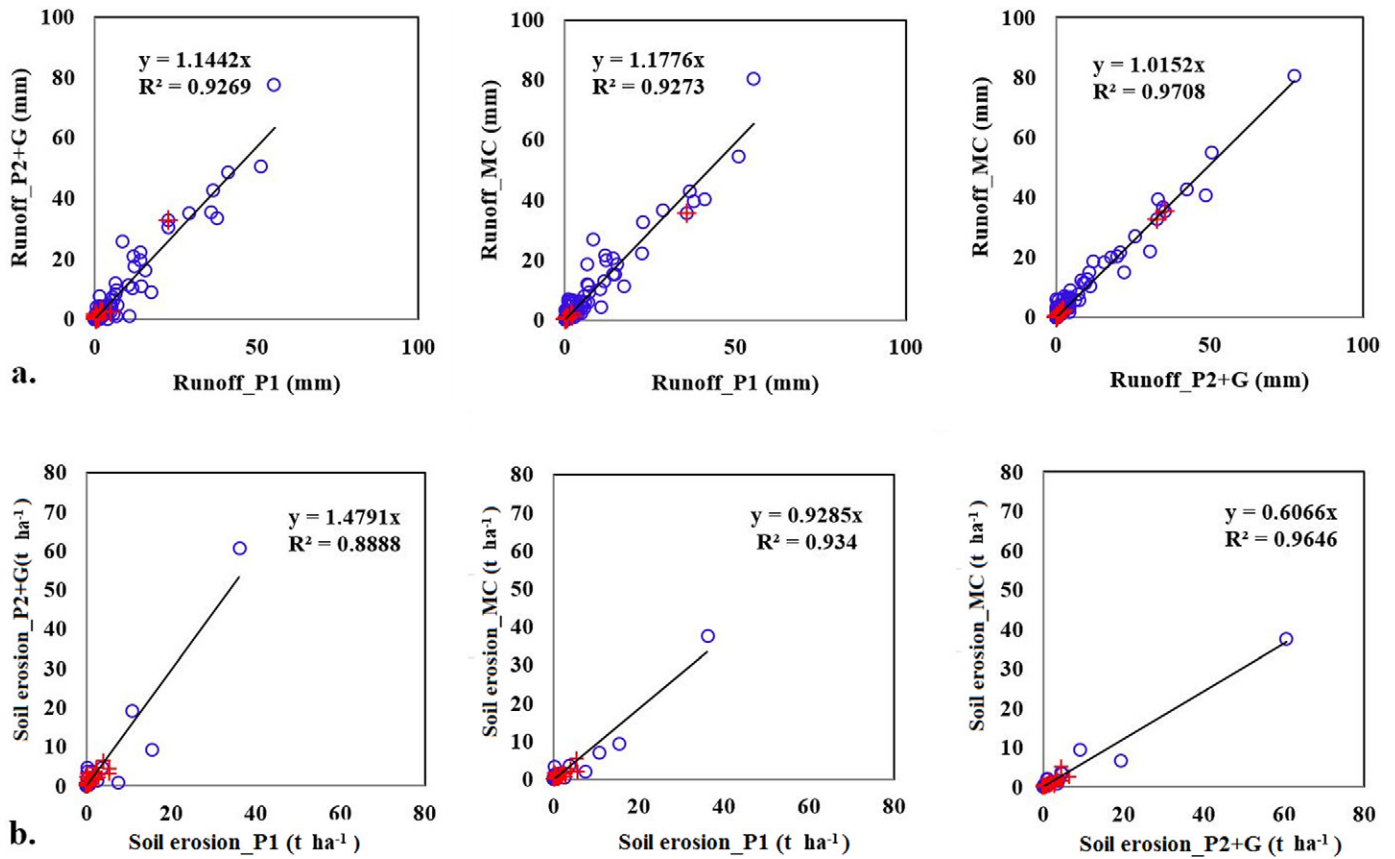 100
80
60
40
20
0
0
50
100
y = 1.1442x
R² = 0.9269
Runoff_P2+G (mm)
Runoff_P1 (mm)
100
80
60
40
20
0
0
50
100
y = 1.1776x
R² = 0.9273
Runoff_MC (mm)
Runoff_P1 (mm)
100
80
60
40
20
0
0
50
100
y = 1.0152x
R² = 0.9708
Runoff_MC (mm)
Runoff_P2+G (mm)
a.
80
70
60
50
40
30
20
10
0
0
20
40
60
80
y = 1.4791x
R² = 0.8888
Soil erosion_P2+G(t ha⁻¹)
Soil erosion_P1 (t ha⁻¹)
80
70
60
50
40
30
20
10
0
0
20
40
60
80
y = 0.9285x
R² = 0.934
Soil erosion_MC (t ha⁻¹)
Soil erosion_P1 (t ha⁻¹)
80
70
60
50
40
30
20
10
0
0
20
40
60
80
y = 0.6066x
R² = 0.9646
Soil erosion_MC (t ha⁻¹)
Soil erosion_P2+G (t ha⁻¹)
b.